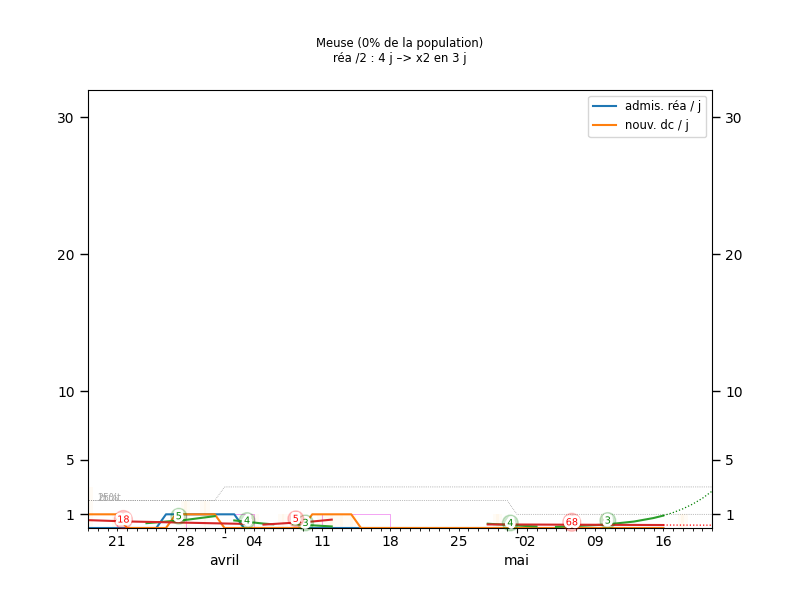 Meuse (0% de la population)
réa /2 : 4 j –> x2 en 3 j
admis. réa / j
nouv. dc / j
30 30
20 20
10 10
5 5
1 1
18 5 4 5 3 4 68 3
21 28 - 04 11 18 25 -02 09 16
avril mai